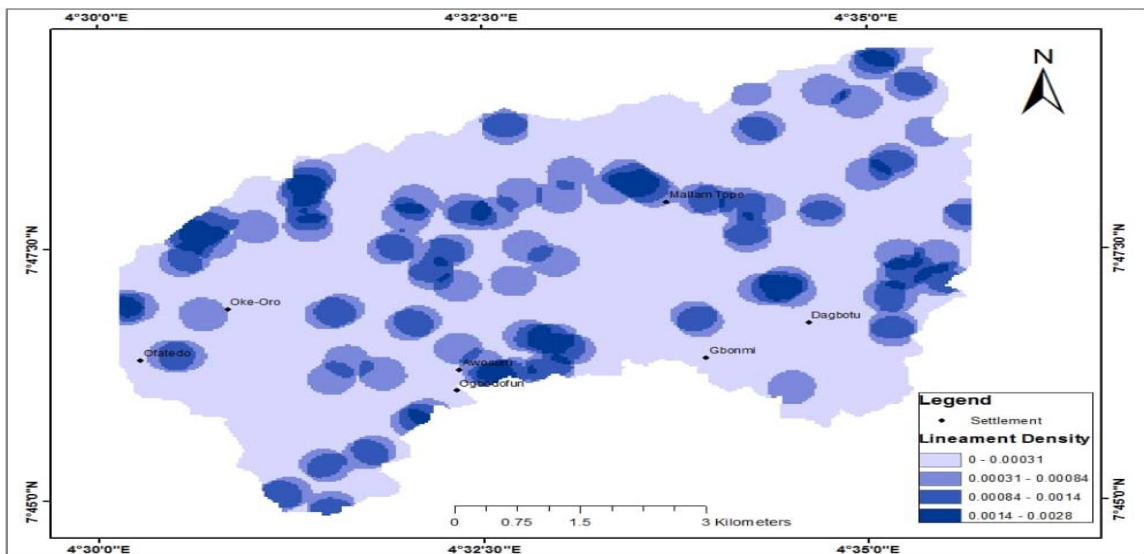 4°30'0"E 4°32'30"E 4°35'0"E
N
Mallam Topo
7°47'30"N 7°47'30"N
Oke-Oro
Dagbotu
Ofatedo
Gbonmi
Awosuru
Ogbodofuri
Legend
Settlement
Lineament Density
0 - 0.00031
0.00031 - 0.00084
0.00084 - 0.0014
0.0014 - 0.0028
7°45'0"N 7°45'0"N
0 0.75 1.5 3 Kilometers
4°30'0"E 4°32'30"E 4°35'0"E